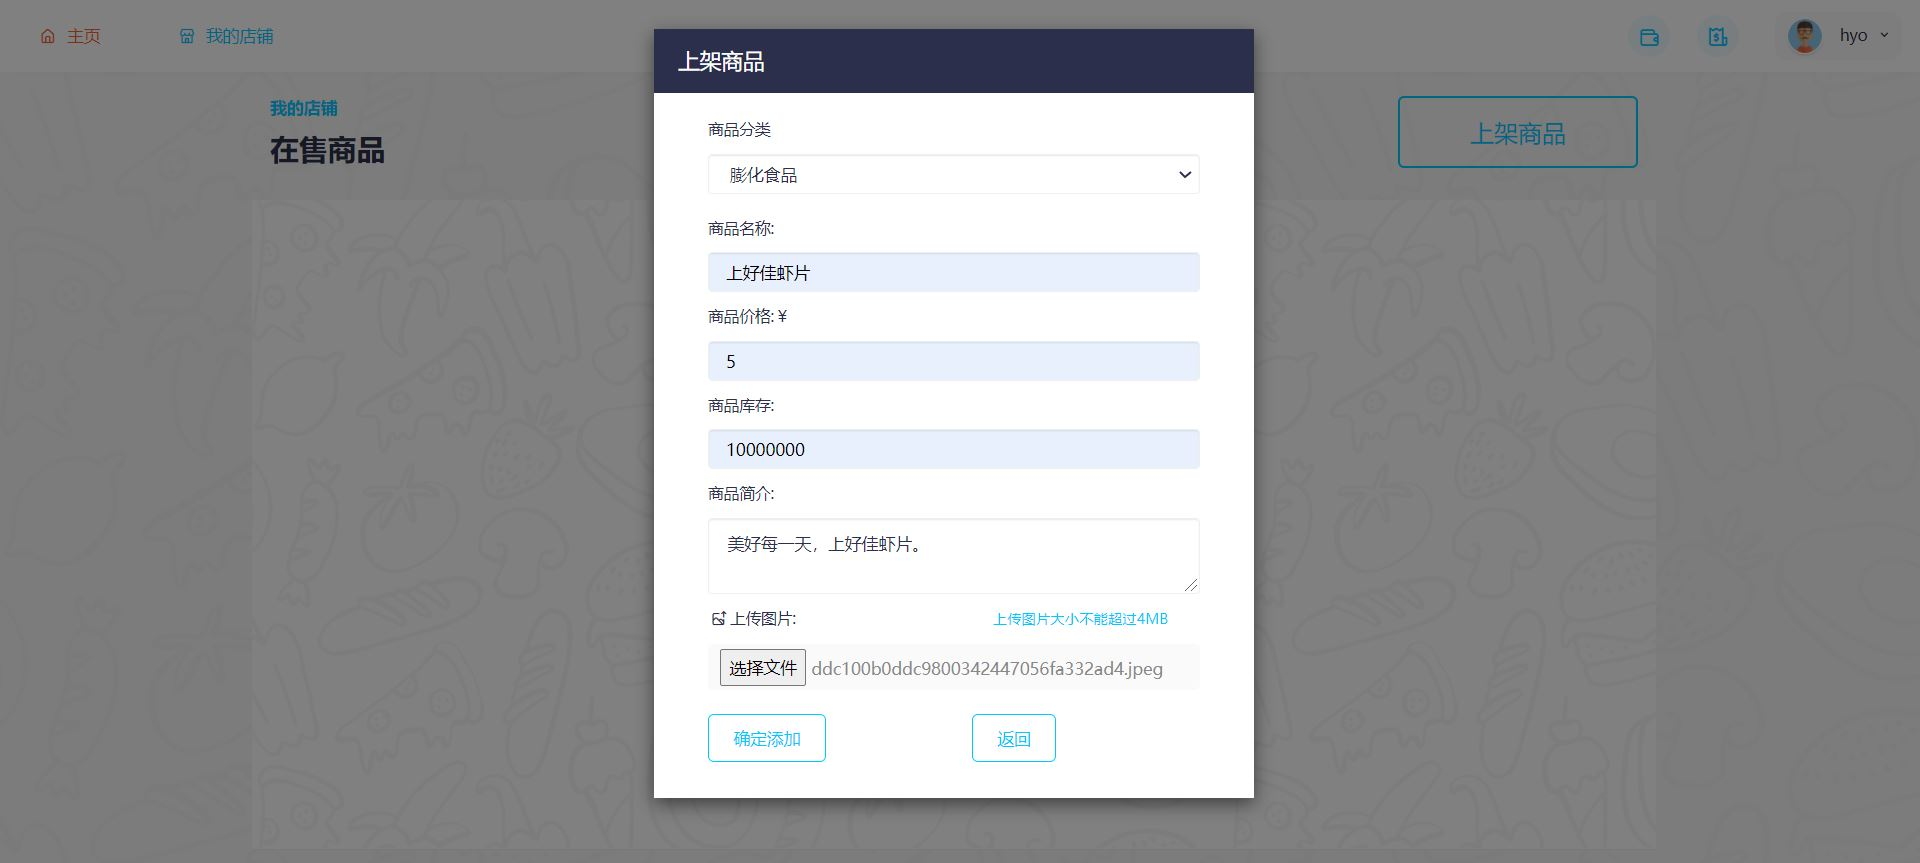 主页
我的店铺
hyo
我的店铺
在售商品
上架商品
上架商品
商品分类
膨化食品
商品名称:
上好佳虾片
商品价格: ¥
5
商品库存:
10000000
商品简介:
美好每一天，上好佳虾片。
上传图片:
上传图片大小不能超过4MB
选择文件 ddc100b0ddc9800342447056fa332ad4.jpeg
确定添加
返回